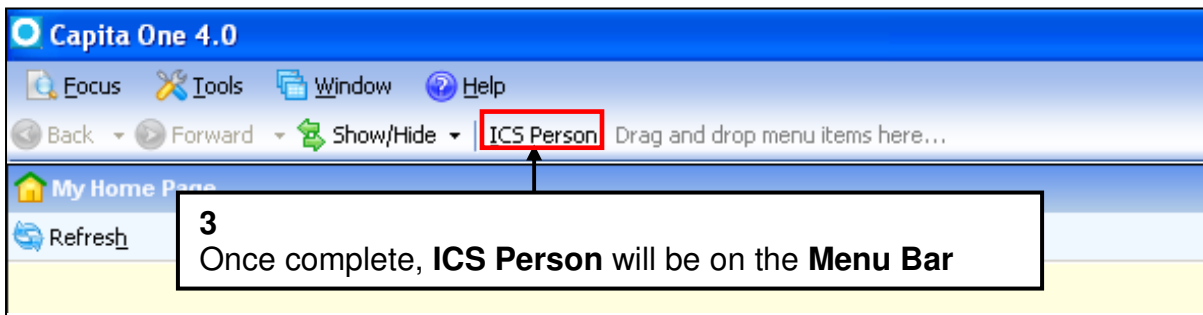 Capita One 4.0
Focus Tools Window Help
Back Forward Show/Hide ICS Person Drag and drop menu items here...
My Home Page
3
Refresh
Once complete, ICS Person will be on the Menu Bar